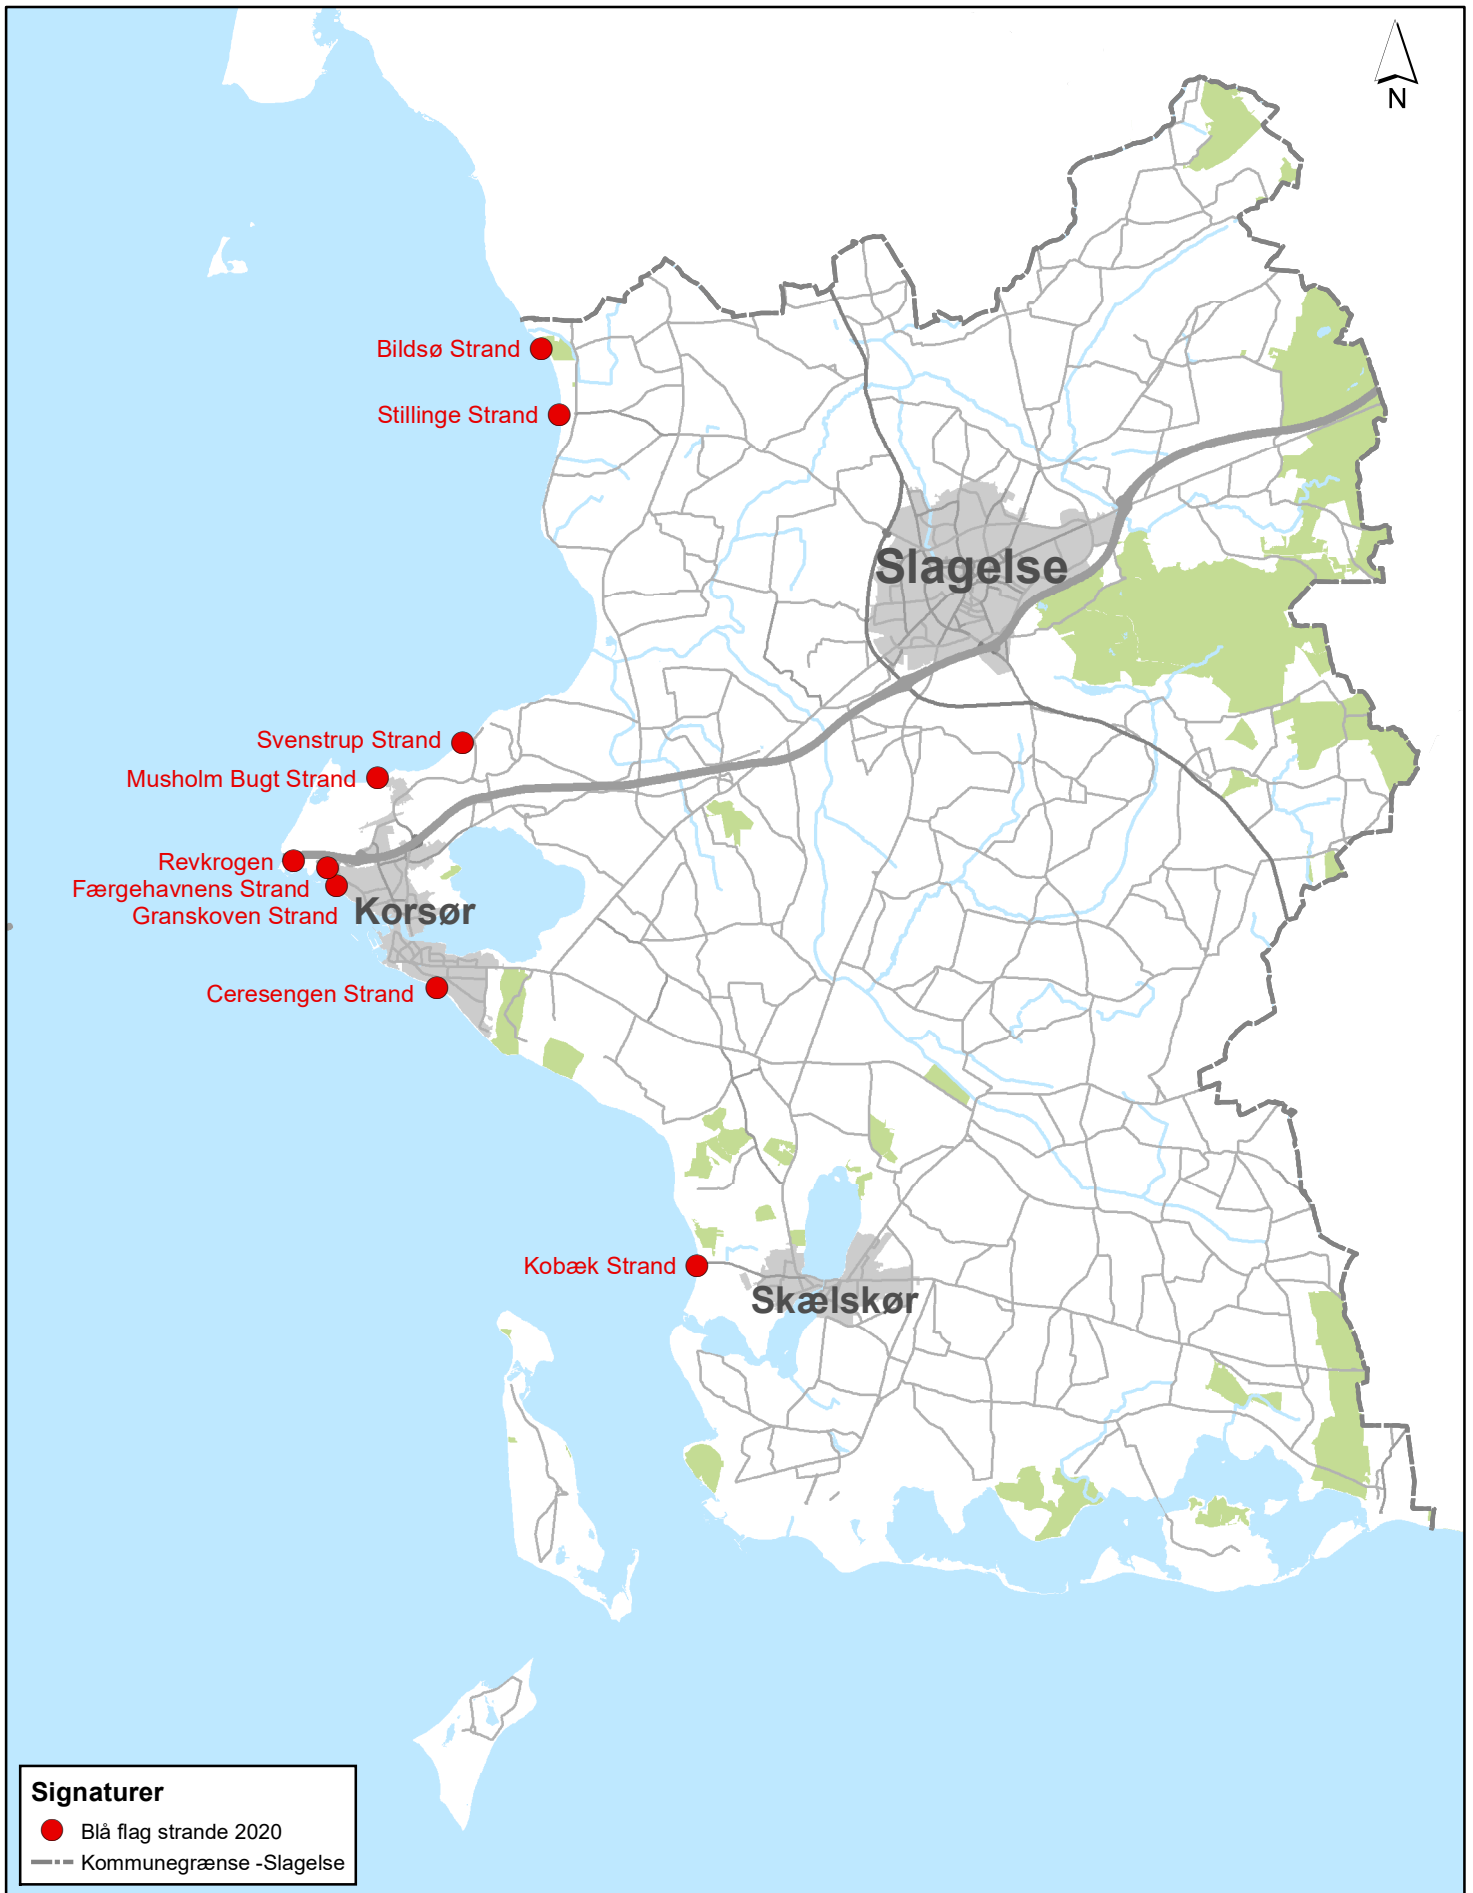 N
Bildsø Strand
Stillinge Strand
Slagelse
Svenstrup Strand
Musholm Bugt Strand
Revkrogen
Færgehavnens Strand
Granskoven Strand
Korsør
Ceresengen Strand
Kobæk Strand
Skælskør
Signaturer
Blå flag strande 2020
Kommunegrænse -Slagelse